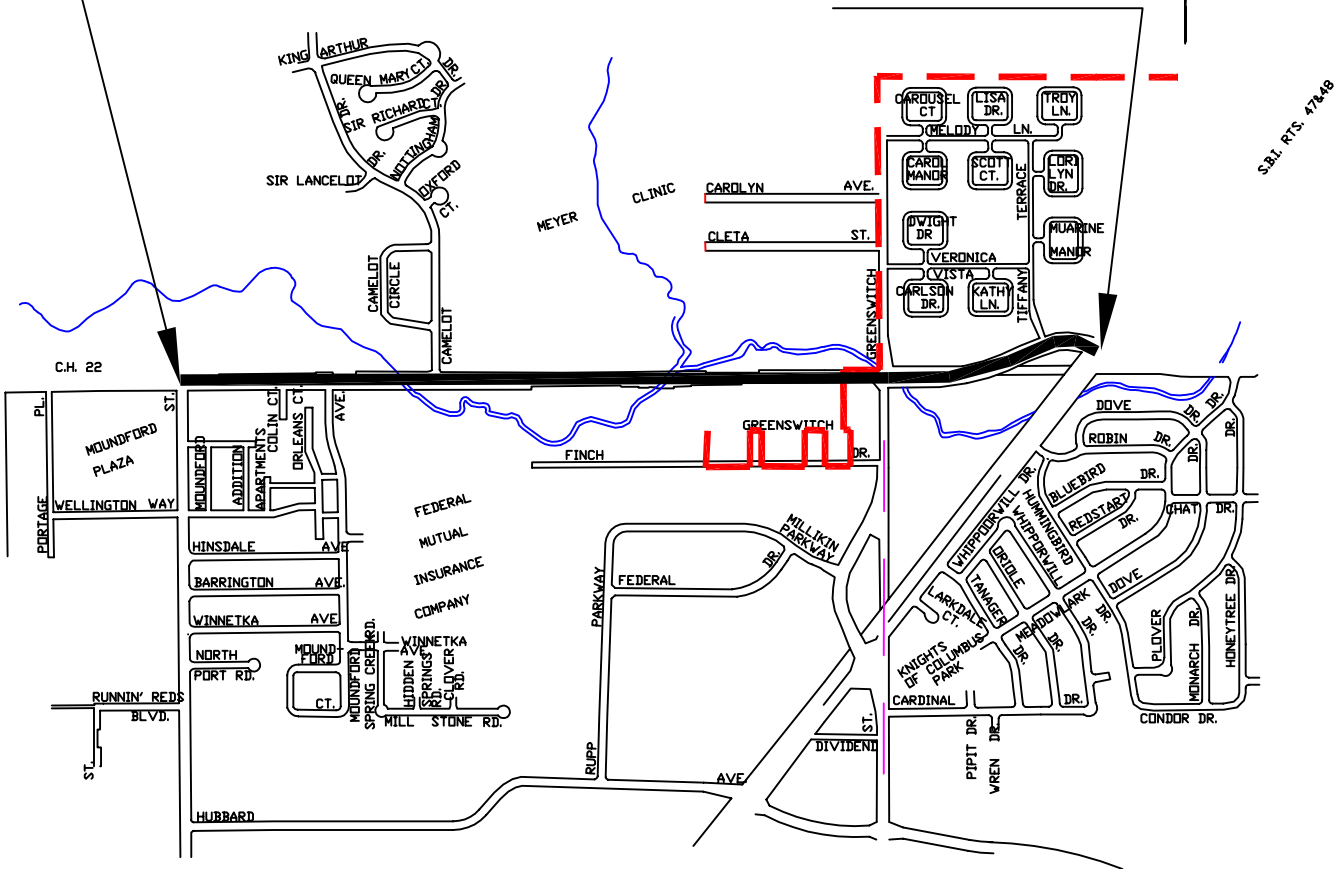 KING ARTHUR
DR.
QUEEN MARY CT.
SIR RICHARD CT.
DR.
DR.
NOTTINGHAM
DR.
SIR LANCELOT
OXFORD
CT.
CAMELOT
CIRCLE
CAMELOT
MEYER CLINIC
CAROLYN AVE.
CLETA ST.
GREENSWITCH
CAROUSEL
CT
LISA
DR.
TROY
LN.
MELODY LN.
CAROL
MANOR
SCOT
CT.
LORI
LYN
DR.
TERRACE
DWIGHT
DR
MUARINE
MANOR
VERONICA
VISTA
CARLSON
DR.
KATHY
LN.
TIFFANY
S.B.I. RTS. 47&48
C.H. 22
PL.
PORTAGE
MOUNDFORD
PLAZA
ST.
WELLINGTON WAY
MOUNDFORD
ADDITION
APARTMENTS
COLIN CT.
ORLEANS CT.
AVE.
HINSDALE AVE
BARRINGTON AVE.
WINNETKA AVE
NORTH
PORT RD.
MOUND-
FORD
CT.
MOUNDFORD
SPRING CREEK
RD.
WINNETKA
AVE.
HIDDEN
SPRINGS
RD.
CLOVER
RD.
MILL STONE RD.
RUNNIN' REDS
BLVD.
ST.
HUBBARD AVE.
FEDERAL
MUTUAL
INSURANCE
COMPANY
GREENSWITCH
FINCH DR.
MILLIKIN
PARKWAY
FEDERAL DR.
PARKWAY
RUPP
DIVIDEND
ST.
DOVE DR.
DR.
ROBIN DR.
DR.
BLUEBIRD DR.
DR.
REDSTART
DR.
CHAT DR.
WHIPPOORWILL DR.
HUMMINGBIRD
WHIPPORWILL
ORIOLE
TANAGER
LARKDALE
CT.
MEADOWLARK
DR.
DR.
DR.
DR.
DOVE
KNIGHTS
OF COLUMBUS
PARK
CARDINAL DR.
PIPIT DR.
WREN DR.
PLOVER
MONARCH DR.
HONEYTREE DR.
CONDOR DR.